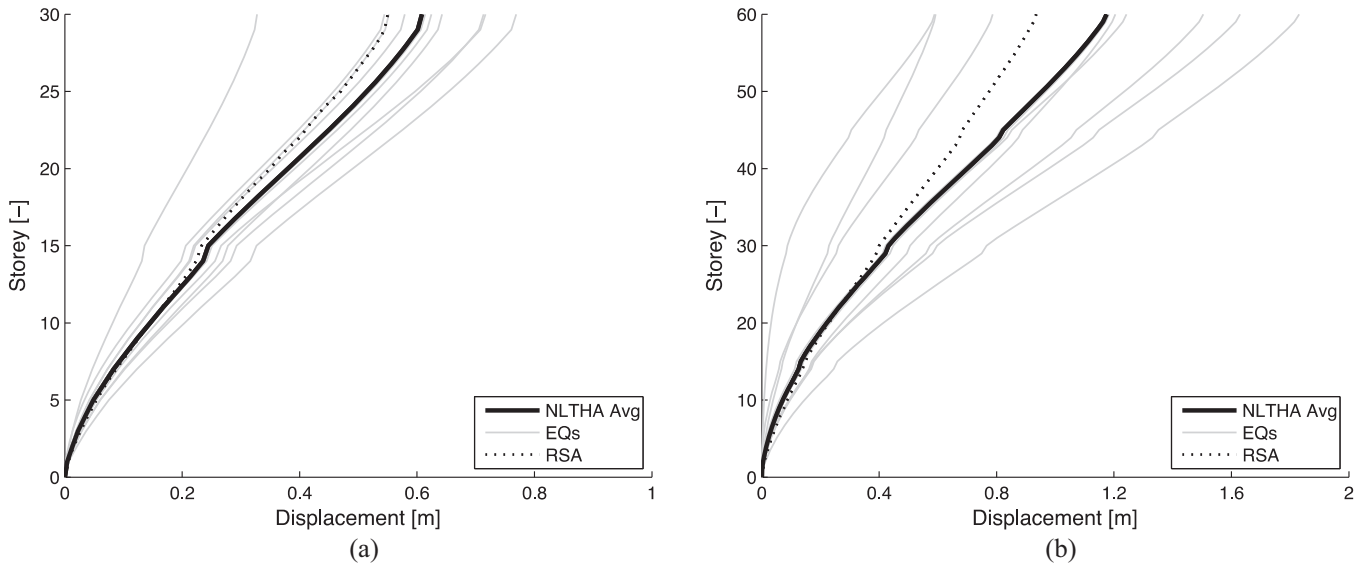 30
25
20
15
10
5
0
Storey [–]
0 0.2 0.4 0.6 0.8 1
Displacement [m]
NLTHA Avg
EQs
RSA
(a)
60
50
40
30
20
10
0
Storey [–]
0 0.4 0.8 1.2 1.6 2
Displacement [m]
NLTHA Avg
EQs
RSA
(b)